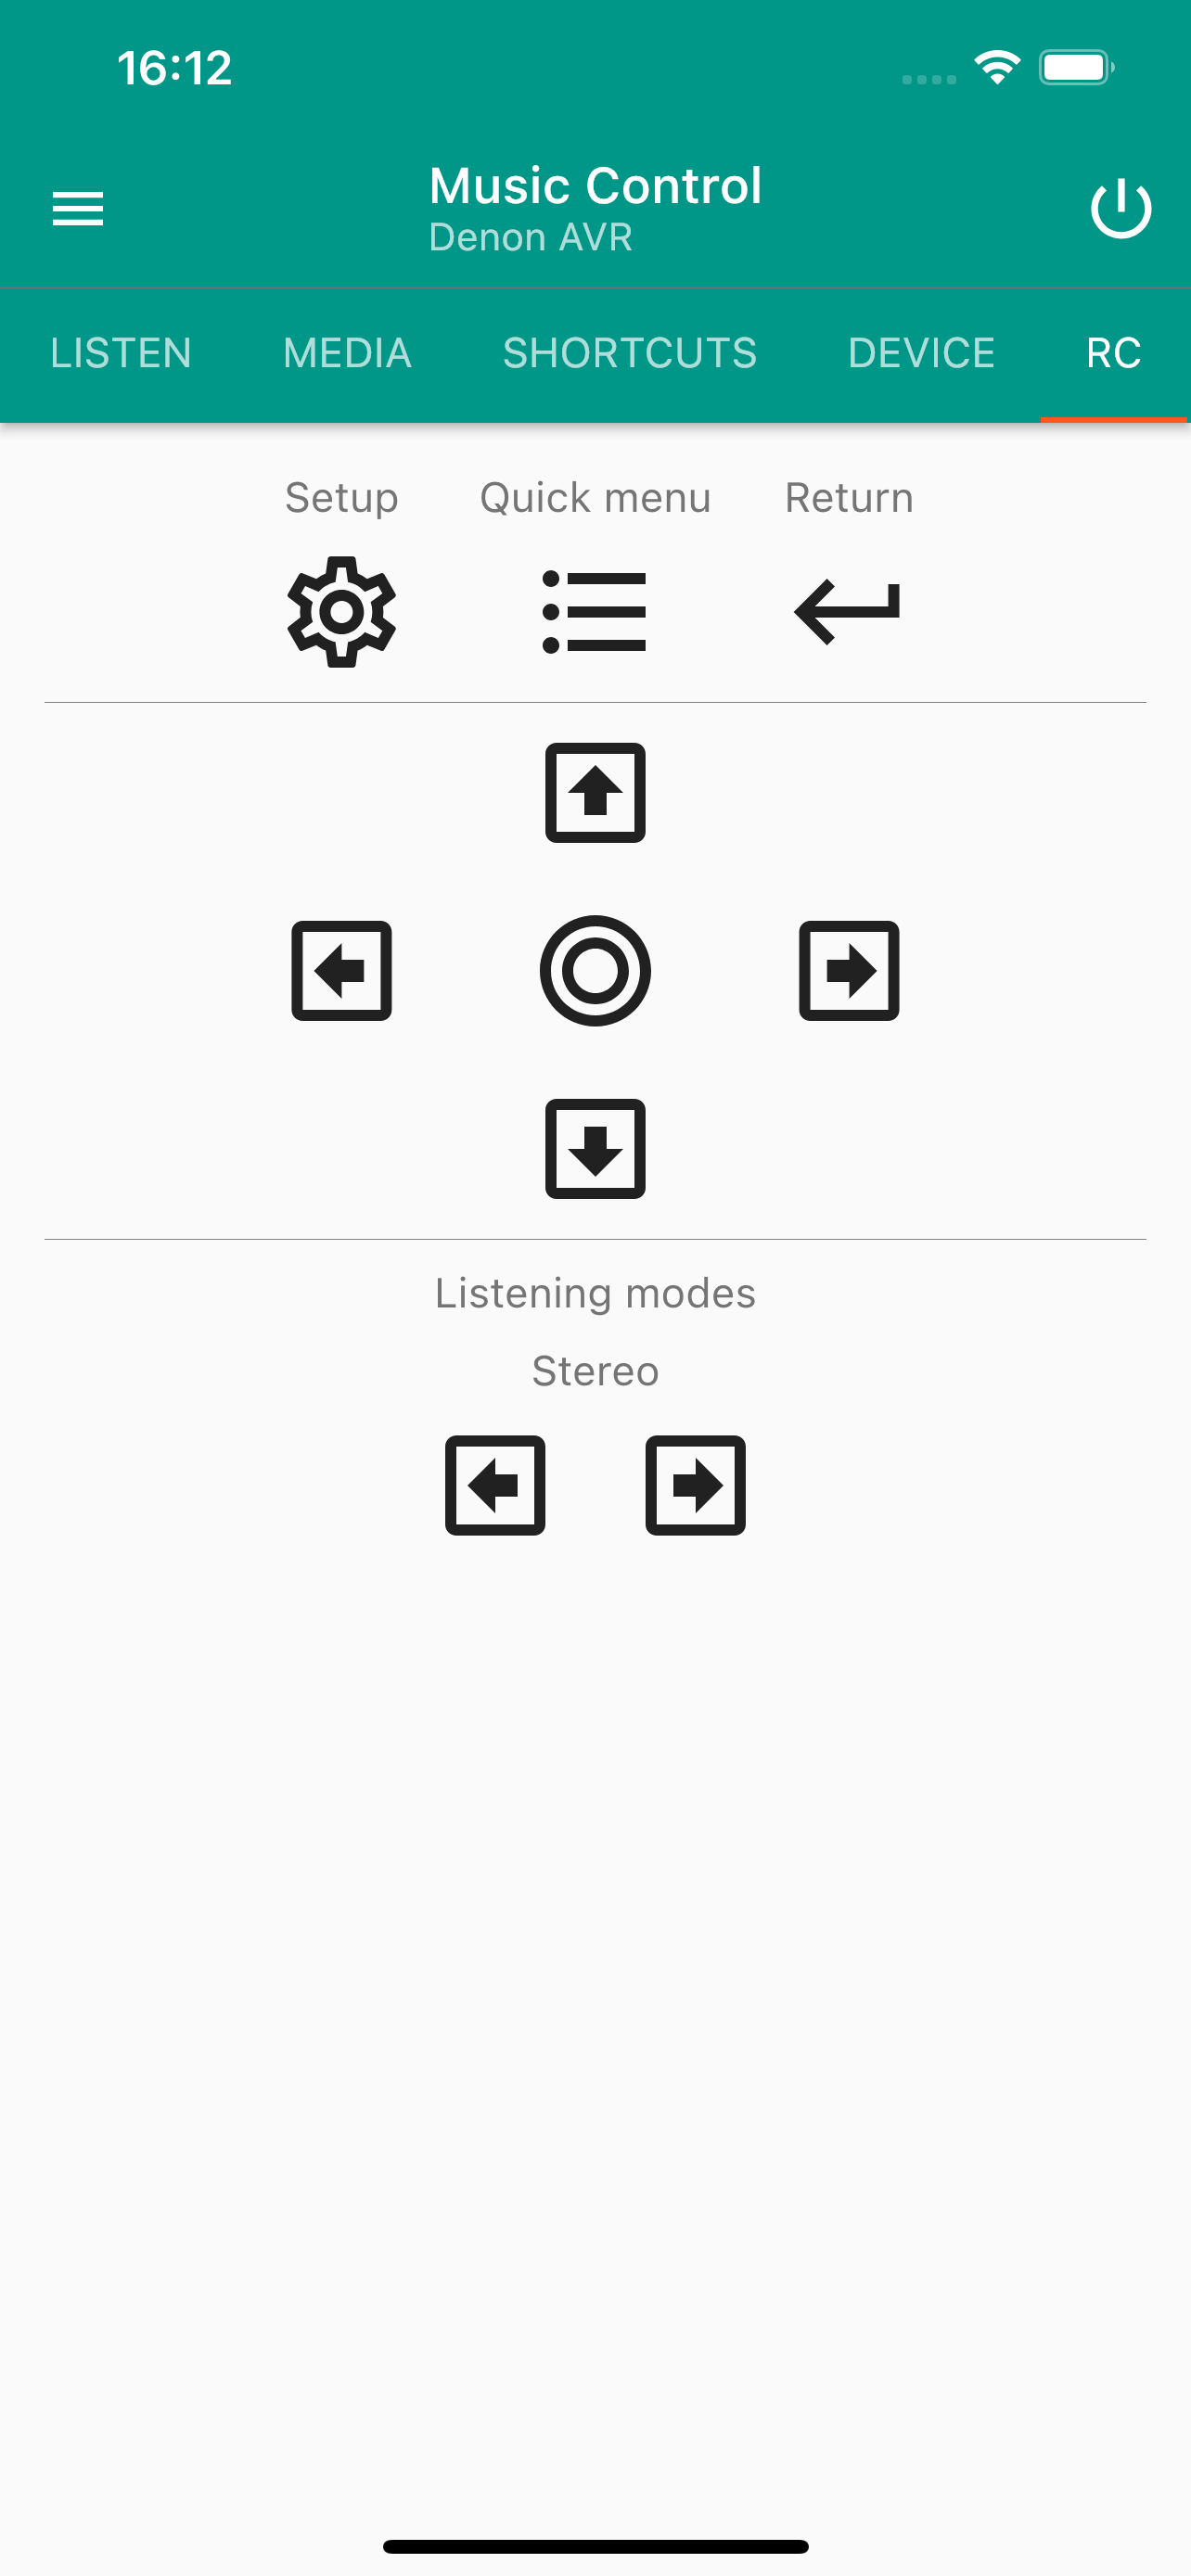 16:12
Music Control
Denon AVR
LISTEN MEDIA SHORTCUTS DEVICE RC
Setup Quick menu Return
Listening modes
Stereo